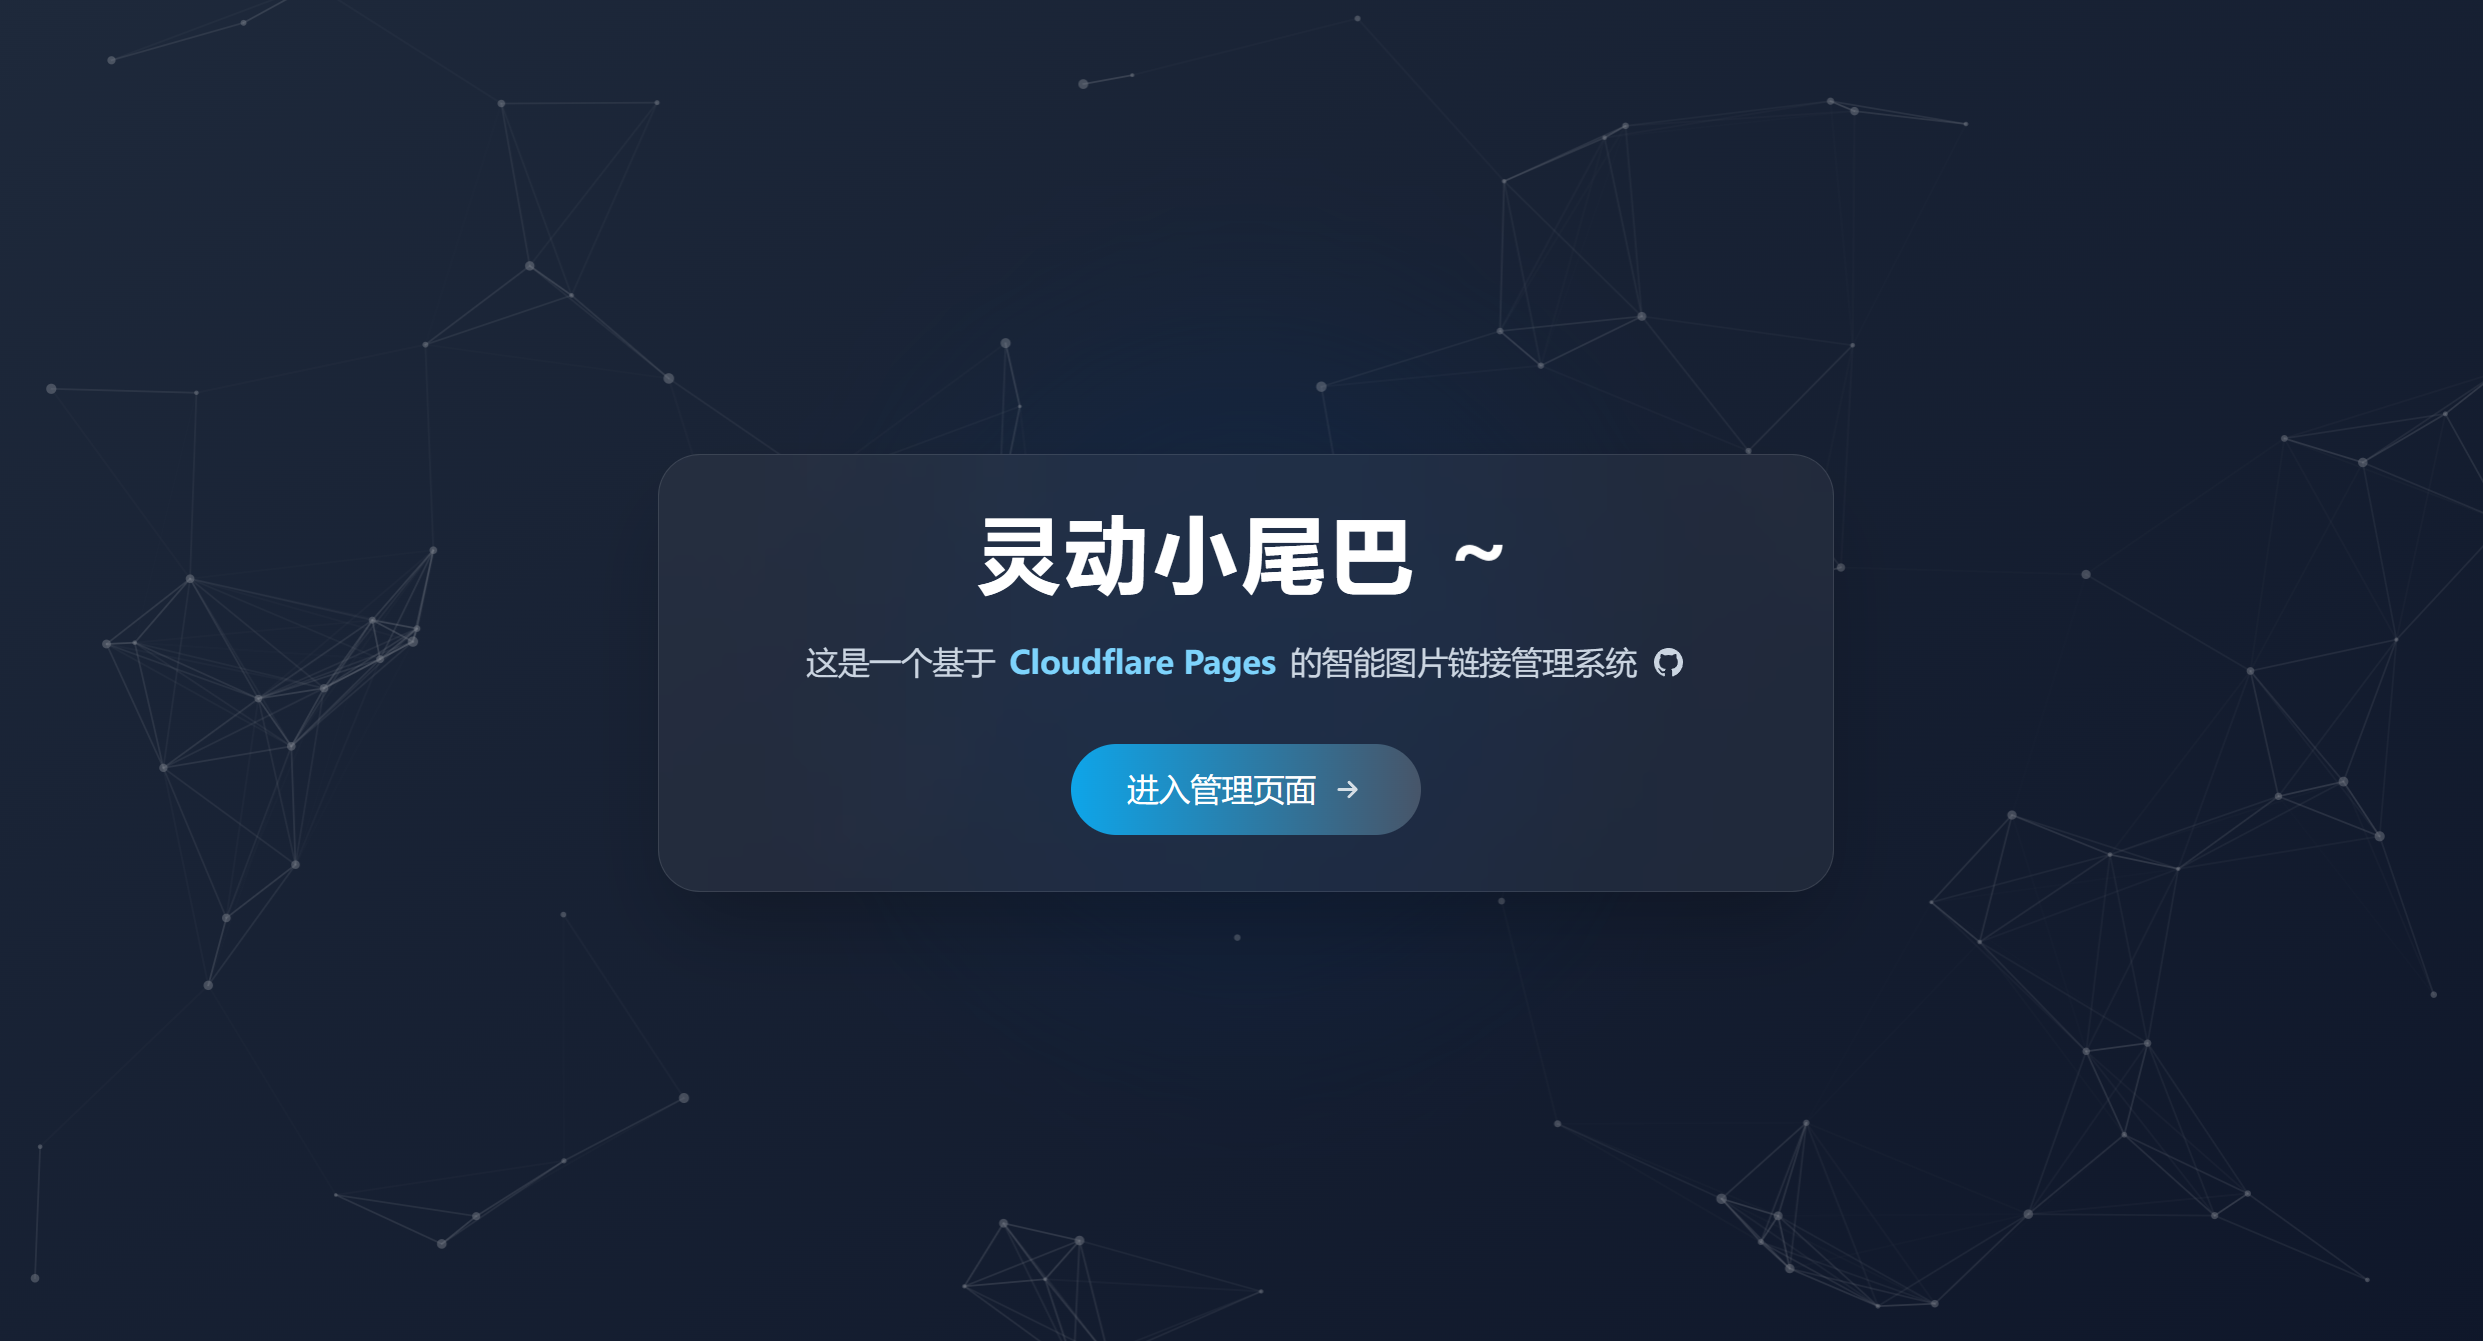 灵动小尾巴 ~
这是一个基于 Cloudflare Pages 的智能图片链接管理系统
进入管理页面 →